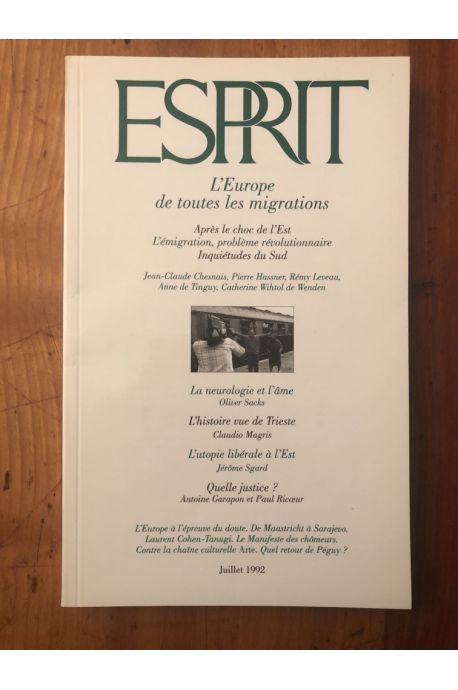 ESPRIT
L'Europe
de toutes les migrations
Après le choc de l'Est
L'émigration, problème révolutionnaire
Inquiétudes du Sud
Jean-Claude Chesnais, Pierre Hassner, Rémy Leveau,
Anne de Tinguy, Catherine Wihtol de Wenden
La neurologie et l'âme
Oliver Sacks
L'histoire vue de Trieste
Claudio Magris
L'utopie libérale à l'Est
Jérôme Sgard
Quelle justice ?
Antoine Garapon et Paul Ricœur
L'Europe à l'épreuve du doute. De Maastricht à Sarajevo.
Laurent Cohen-Tanugi. Le Manifeste des chômeurs.
Contre la chaîne culturelle Arte. Quel retour de Péguy ?
Juillet 1992